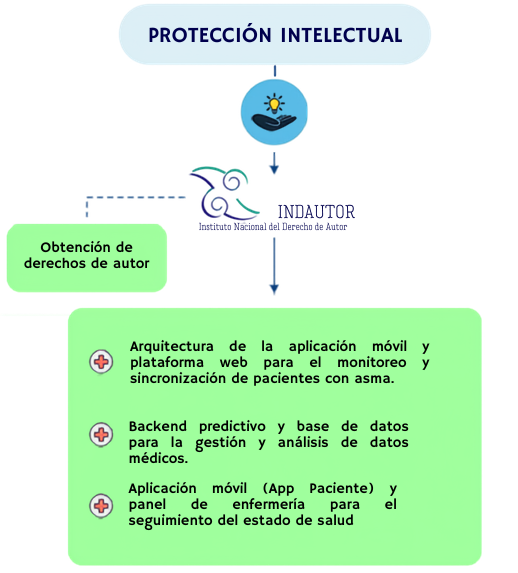 PROTECCIÓN INTELECTUAL
INDAUTOR
Instituto Nacional del Derecho de Autor
Obtención de
derechos de autor
Arquitectura de la aplicación móvil y
plataforma web para el monitoreo y
sincronización de pacientes con asma.
Backend predictivo y base de datos
para la gestión y análisis de datos
médicos.
Aplicación móvil (App Paciente) y
panel de enfermería para el
seguimiento del estado de salud